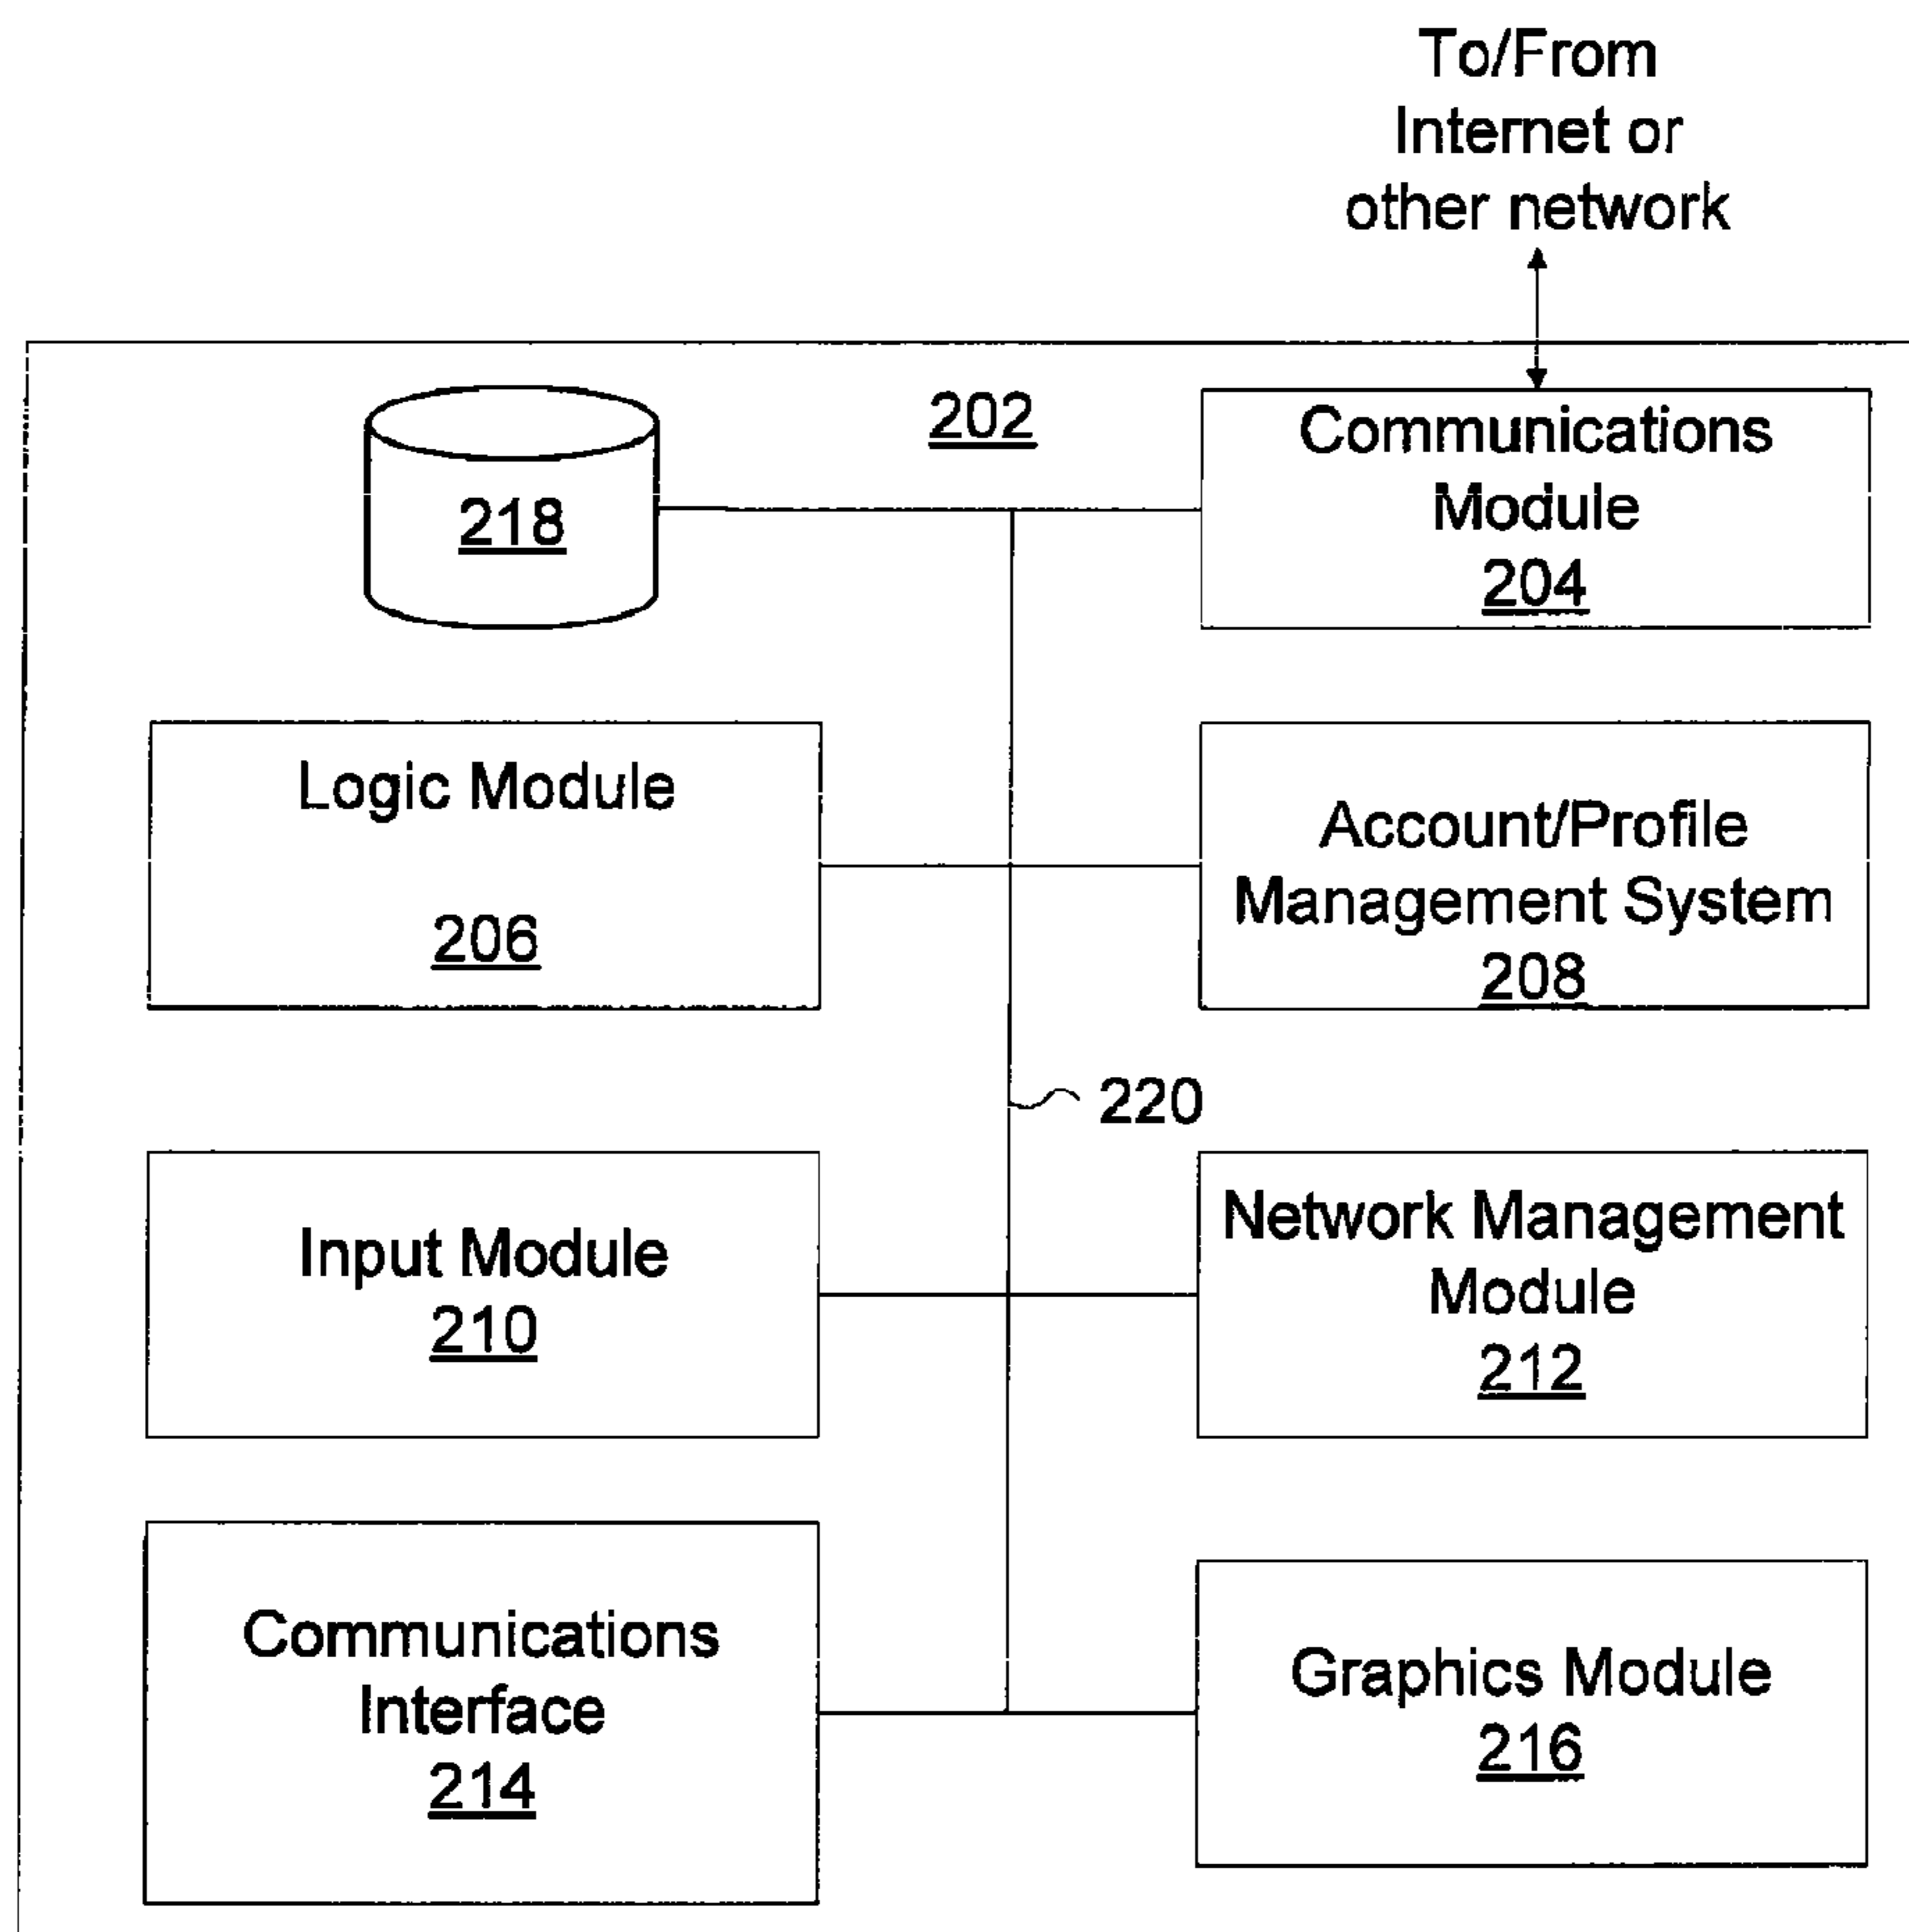 To/From
Internet or
other network
202
218
Communications
Module
204
Logic Module
206
Account/Profile
Management System
208
220
Input Module
210
Network Management
Module
212
Communications
Interface
214
Graphics Module
216